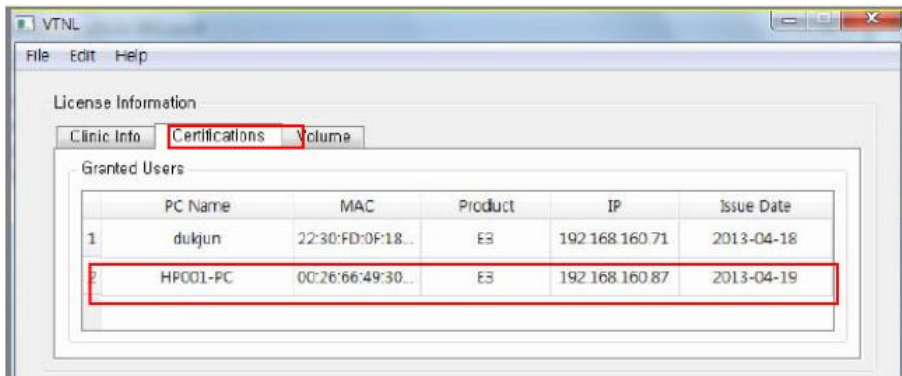 VTNL
File Edit Help
License Information
Clinic Info Certifications Volume
Granted Users
PC Name MAC Product IP Issue Date
1 dukjun 22:30:FD:0F:18... E3 192.168.160.71 2013-04-18
2 HP001-PC 00:26:66:49:30... E3 192.168.160.87 2013-04-19